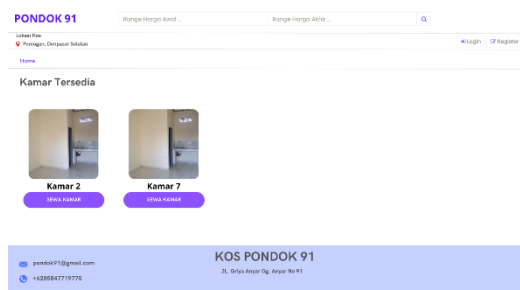 PONDOK 91
Range Harga Awal ..
Range Harga Akhir ..
Lokasi Kos
Pemogan, Denpasar Selatan
Login
Register
Home
Kamar Tersedia
Kamar 2
Kamar 7
SEWA KAMAR
SEWA KAMAR
KOS PONDOK 91
pondok91@gmail.com
JL. Griya Anyar Gg. Anyar No 91
+6285847719775